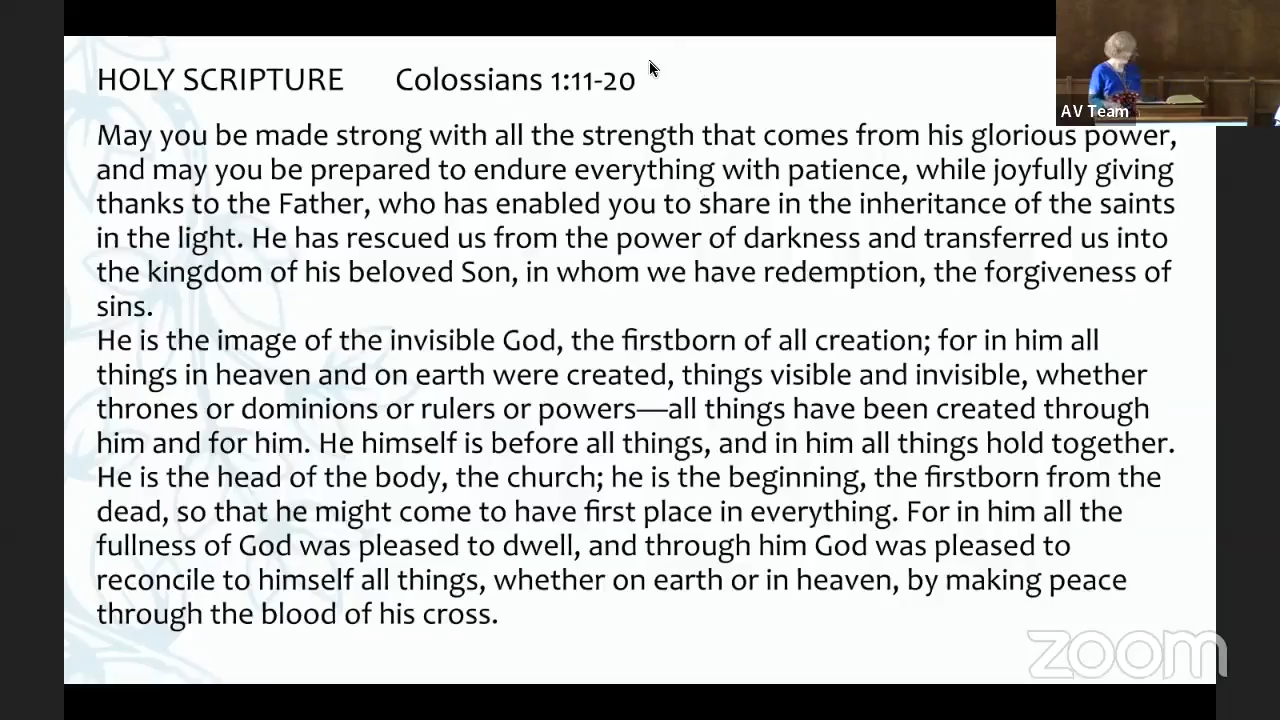 HOLY SCRIPTURE Colossians 1:11-20
AV Team
May you be made strong with all the strength that comes from his glorious power,
and may you be prepared to endure everything with patience, while joyfully giving
thanks to the Father, who has enabled you to share in the inheritance of the saints
in the light. He has rescued us from the power of darkness and transferred us into
the kingdom of his beloved Son, in whom we have redemption, the forgiveness of
sins.
He is the image of the invisible God, the firstborn of all creation; for in him all
things in heaven and on earth were created, things visible and invisible, whether
thrones or dominions or rulers or powers—all things have been created through
him and for him. He himself is before all things, and in him all things hold together.
He is the head of the body, the church; he is the beginning, the firstborn from the
dead, so that he might come to have first place in everything. For in him all the
fullness of God was pleased to dwell, and through him God was pleased to
reconcile to himself all things, whether on earth or in heaven, by making peace
through the blood of his cross.
zoom